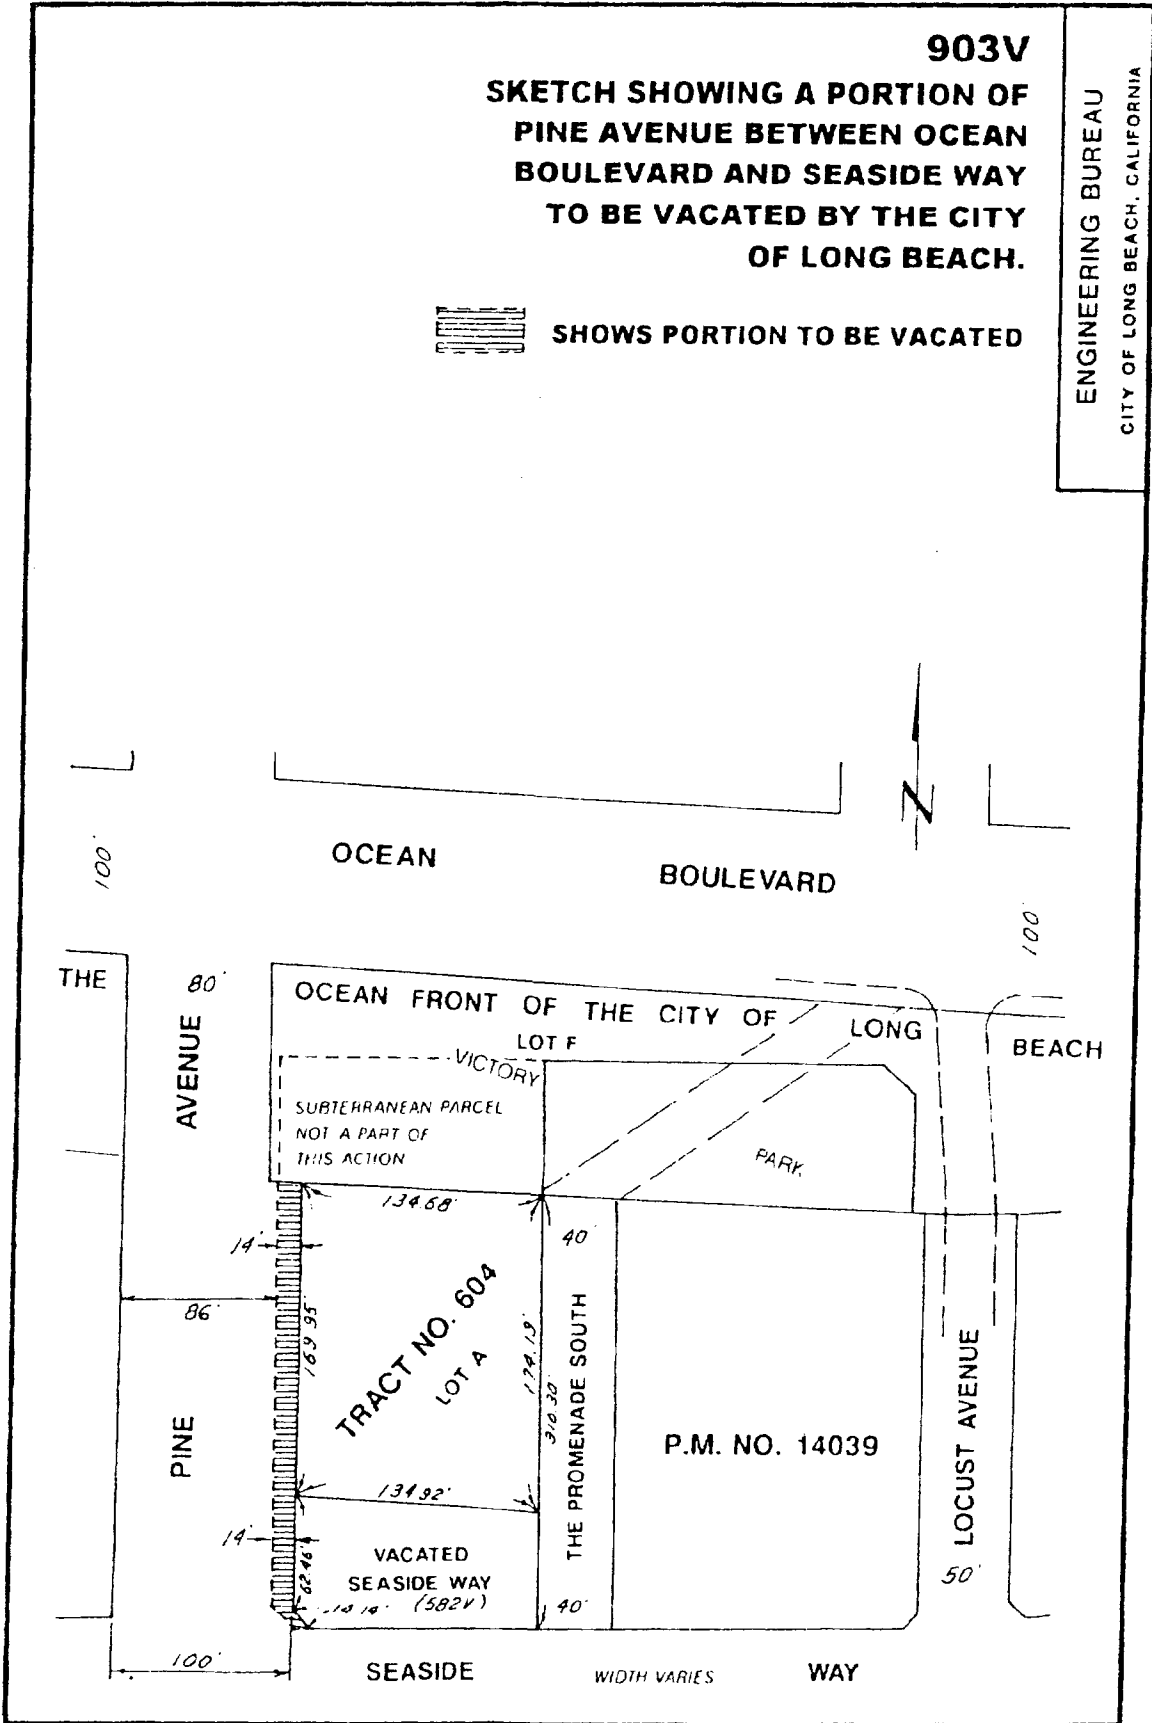 903V
SKETCH SHOWING A PORTION OF
PINE AVENUE BETWEEN OCEAN
BOULEVARD AND SEASIDE WAY
TO BE VACATED BY THE CITY
OF LONG BEACH.
SHOWS PORTION TO BE VACATED
ENGINEERING BUREAU
CITY OF LONG BEACH, CALIFORNIA
N
100'
OCEAN
BOULEVARD
100'
THE
80'
OCEAN FRONT OF THE CITY OF
LONG
BEACH
LOT F
VICTORY
AVENUE
SUBTERRANEAN PARCEL
NOT A PART OF
THIS ACTION
PARK
134.68'
14'
40'
86'
169.95'
TRACT NO. 604
LOT A
174.19'
THE PROMENADE SOUTH
P.M. NO. 14039
LOCUST AVENUE
PINE
134.92'
14'
62.46'
VACATED
SEASIDE WAY
(582V)
40'
50'
100'
SEASIDE
WIDTH VARIES
WAY